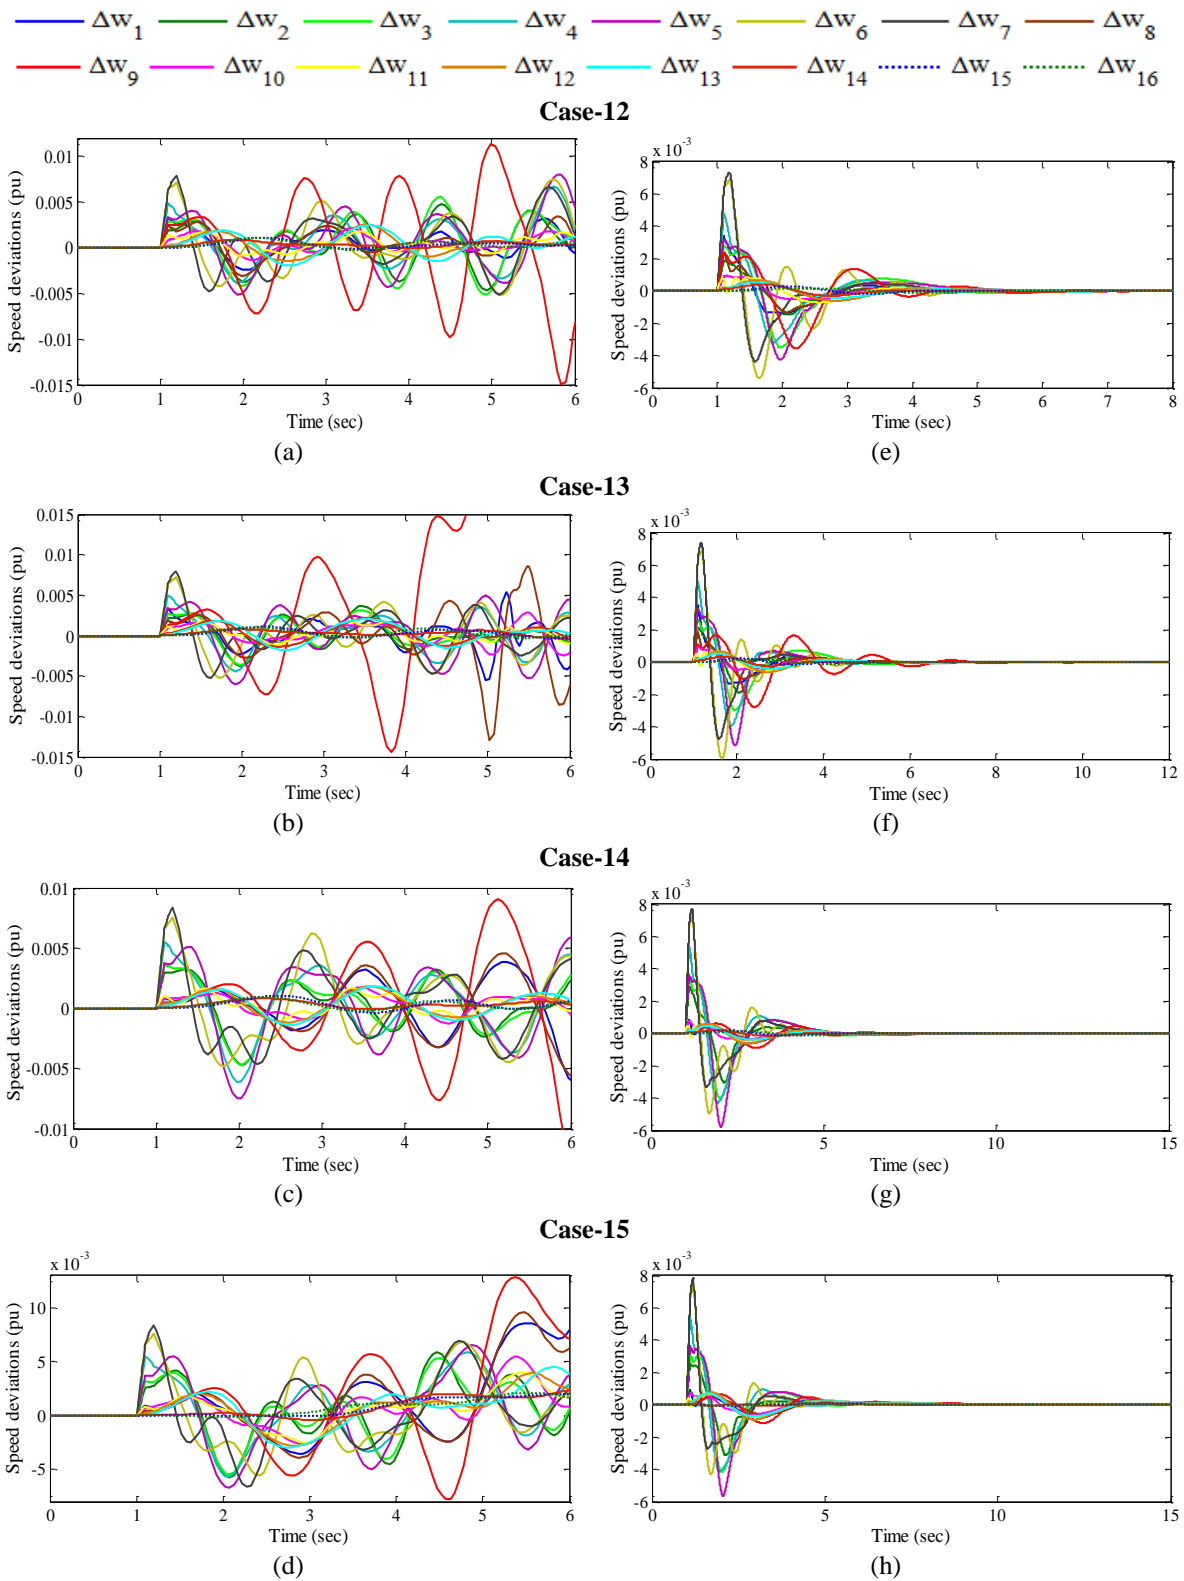 Δw1 Δw2 Δw3 Δw4 Δw5 Δw6 Δw7 Δw8
Δw9 Δw10 Δw11 Δw12 Δw13 Δw14 Δw15 Δw16
Case-12
Speed deviations (pu)
0.01
0.005
0
-0.005
-0.01
-0.015
0 1 2 3 4 5 6
Time (sec)
(a)
x 10-3
Speed deviations (pu)
8
6
4
2
0
-2
-4
-6
0 1 2 3 4 5 6 7 8
Time (sec)
(e)
Case-13
Speed deviations (pu)
0.015
0.01
0.005
0
-0.005
-0.01
-0.015
0 1 2 3 4 5 6
Time (sec)
(b)
x 10-3
Speed deviations (pu)
8
6
4
2
0
-2
-4
-6
0 2 4 6 8 10 12
Time (sec)
(f)
Case-14
Speed deviations (pu)
0.01
0.005
0
-0.005
-0.01
0 1 2 3 4 5 6
Time (sec)
(c)
x 10-3
Speed deviations (pu)
8
6
4
2
0
-2
-4
-6
0 5 10 15
Time (sec)
(g)
Case-15
x 10-3
Speed deviations (pu)
10
5
0
-5
0 1 2 3 4 5 6
Time (sec)
(d)
x 10-3
Speed deviations (pu)
8
6
4
2
0
-2
-4
-6
0 5 10 15
Time (sec)
(h)